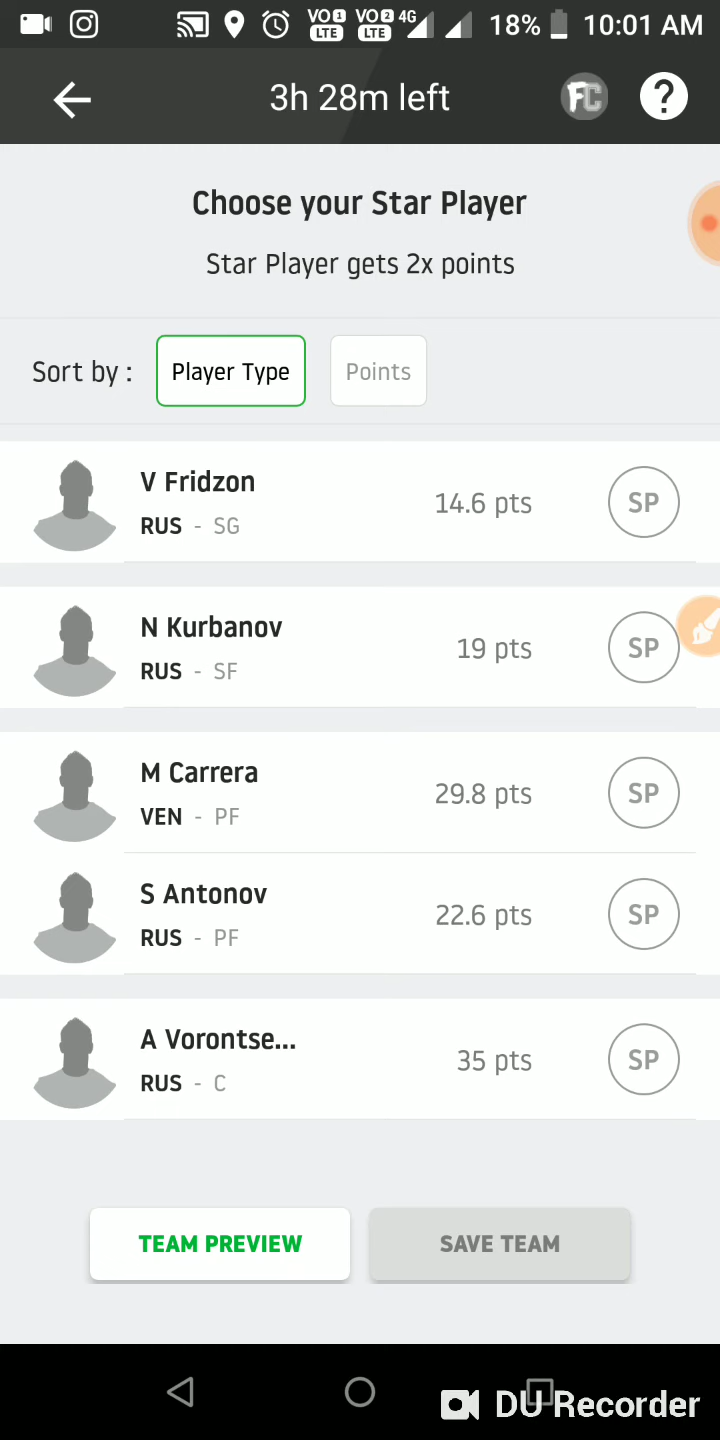 VO 1 LTE VO 2 LTE 4G 18% 10:01 AM
3h 28m left FC ?
Choose your Star Player
Star Player gets 2x points
Sort by : Player Type Points
V Fridzon
RUS - SG 14.6 pts SP
N Kurbanov
RUS - SF 19 pts SP
M Carrera
VEN - PF 29.8 pts SP
S Antonov
RUS - PF 22.6 pts SP
A Vorontse...
RUS - C 35 pts SP
TEAM PREVIEW SAVE TEAM
DU Recorder